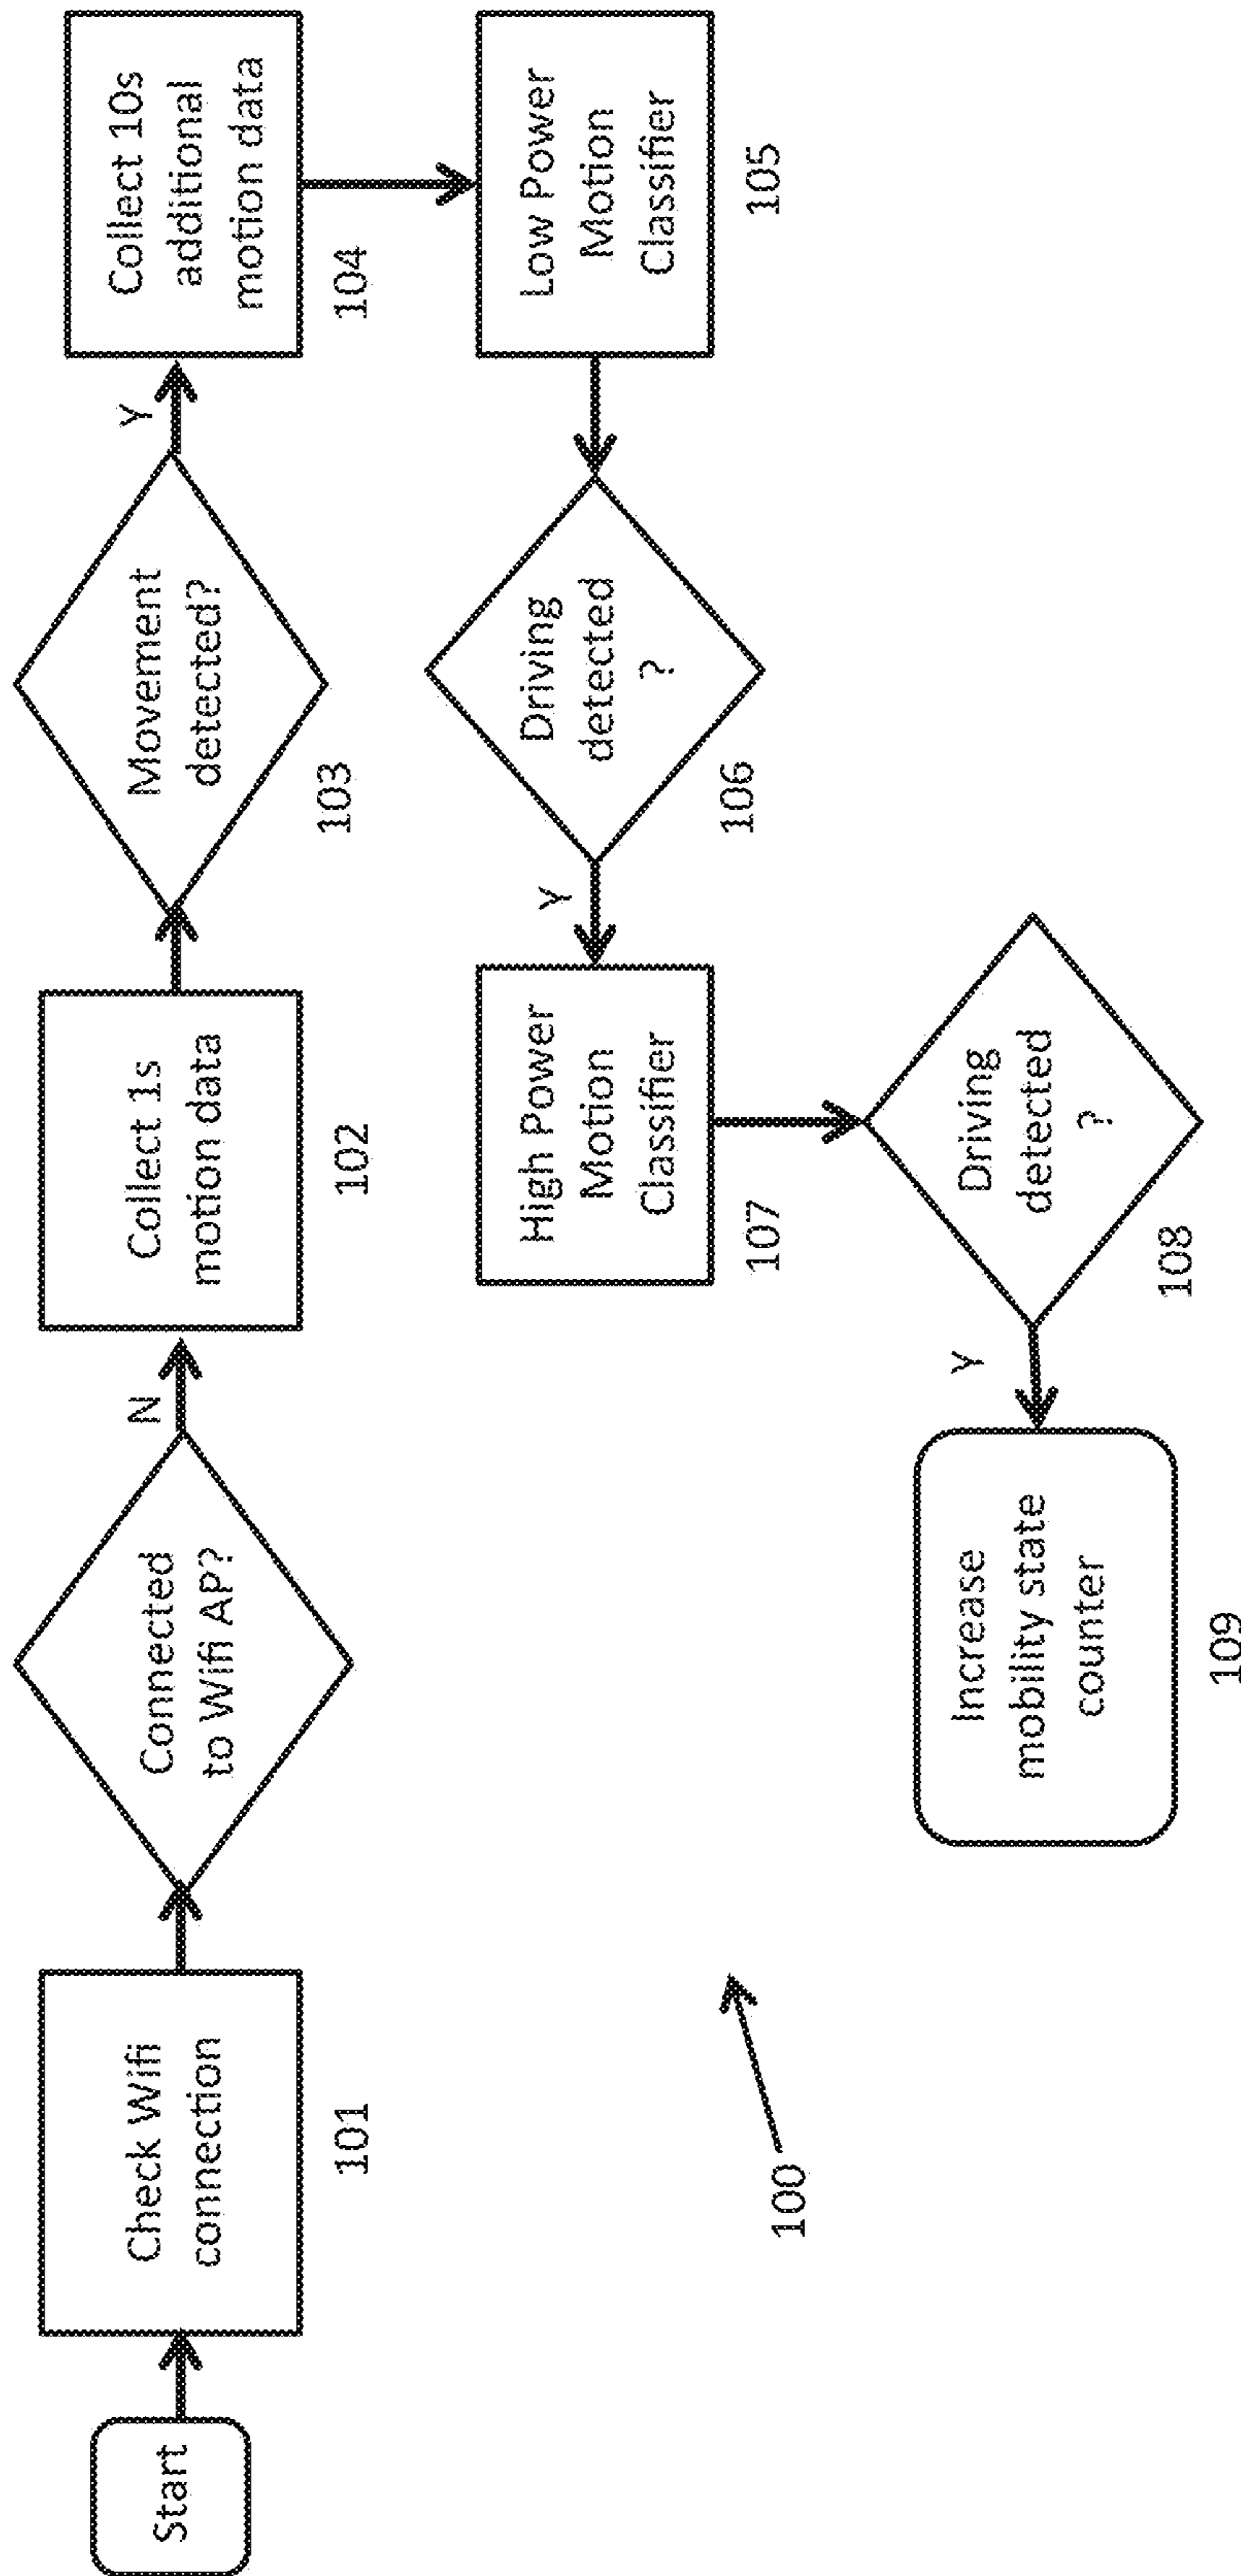 Start
Check Wifi
connection
101
Connected
to Wifi AP?
N
Collect 1s
motion data
102
Movement
detected?
103
Y
Collect 10s
additional
motion data
104
Low Power
Motion
Classifier
105
Driving
detected
?
106
Y
High Power
Motion
Classifier
107
Driving
detected
?
108
Y
Increase
mobility state
counter
109
100